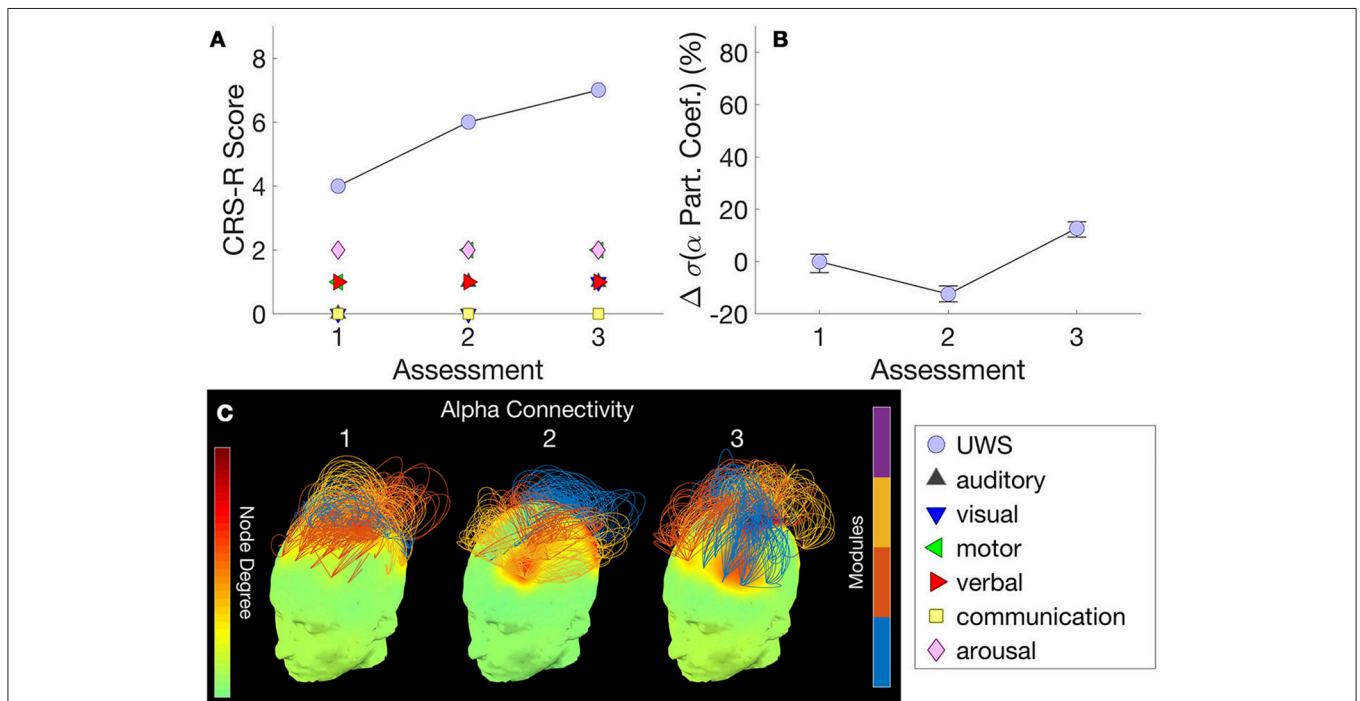 A
CRS-R Score
8
6
4
2
0
1 2 3
Assessment
B
Δ σ(α Part. Coef.) (%)
80
60
40
20
0
-20
1 2 3
Assessment
C
Alpha Connectivity
1 2 3
Node Degree
Modules
UWS
auditory
visual
motor
verbal
communication
arousal